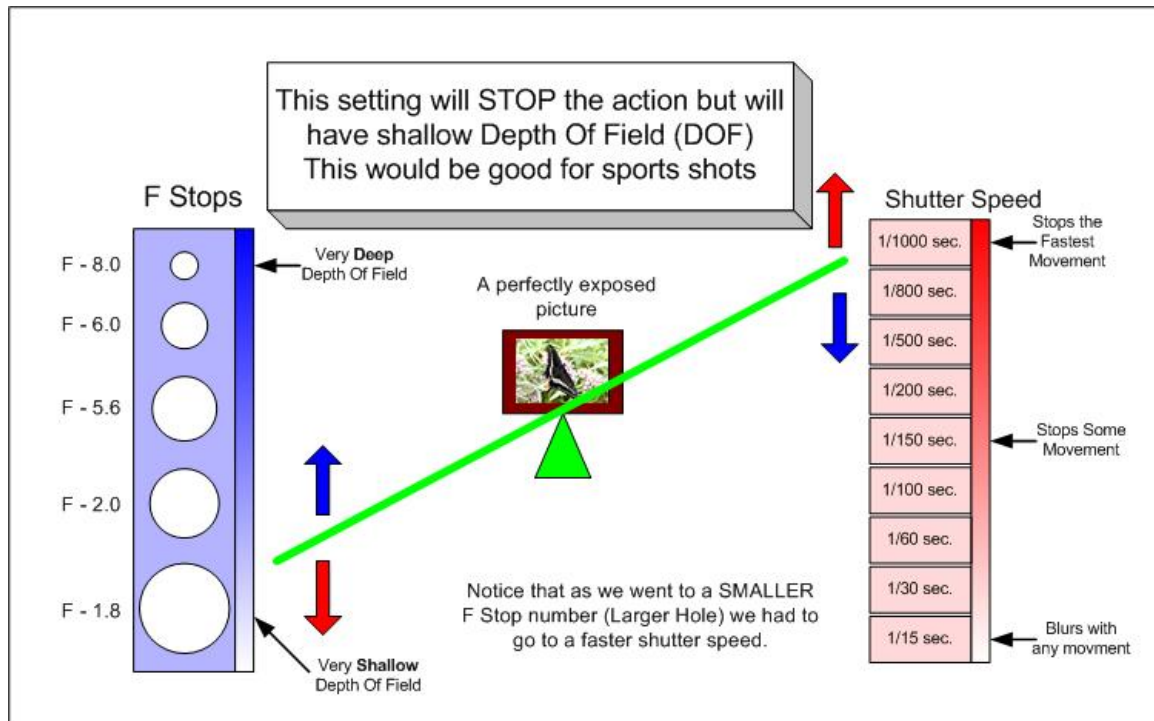 This setting will STOP the action but will
have shallow Depth Of Field (DOF)
This would be good for sports shots
F Stops
F - 8.0
F - 6.0
F - 5.6
F - 2.0
F - 1.8
Very Deep
Depth Of Field
Very Shallow
Depth Of Field
A perfectly exposed
picture
Notice that as we went to a SMALLER
F Stop number (Larger Hole) we had to
go to a faster shutter speed.
Shutter Speed
1/1000 sec.
1/800 sec.
1/500 sec.
1/200 sec.
1/150 sec.
1/100 sec.
1/60 sec.
1/30 sec.
1/15 sec.
Stops the
Fastest
Movement
Stops Some
Movement
Blurs with
any movment